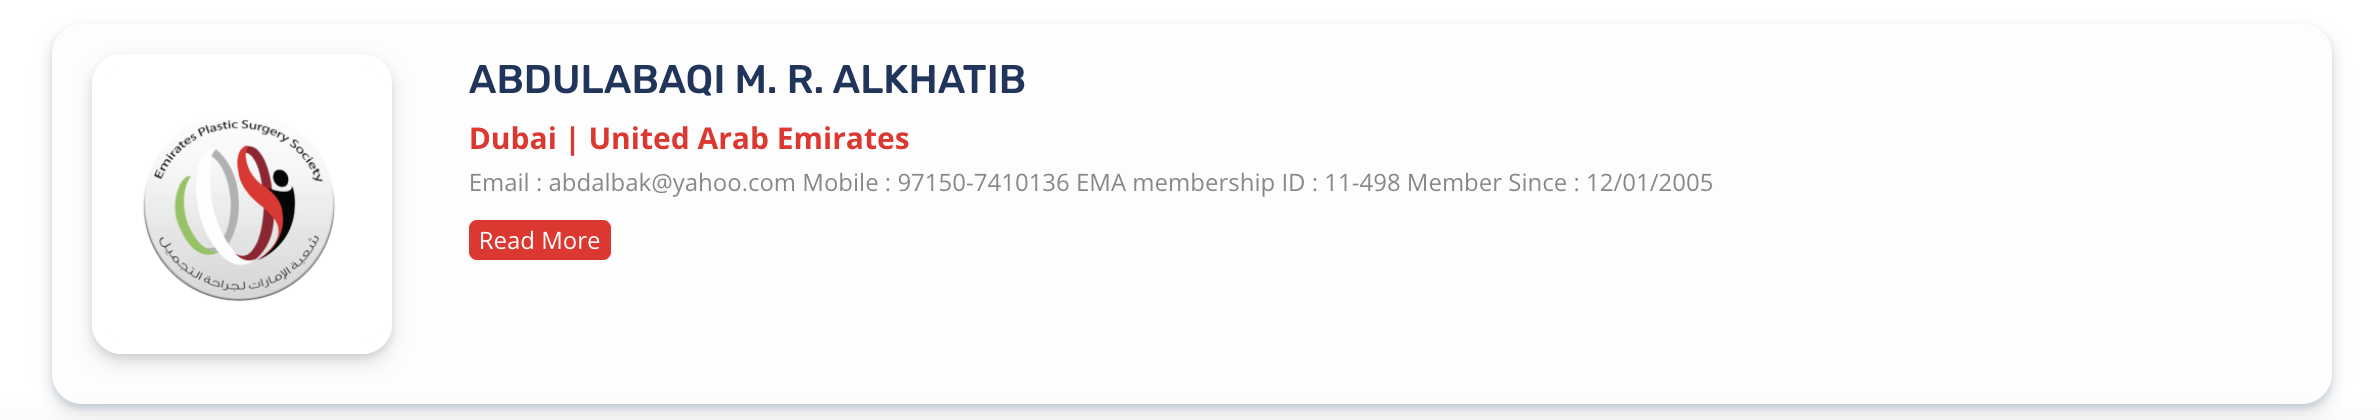 Emirates Plastic Surgery Society
شعبة الإمارات لجراحة التجميل
ABDULABAQI M. R. ALKHATIB
Dubai | United Arab Emirates
Email : abdalbak@yahoo.com Mobile : 97150-7410136 EMA membership ID : 11-498 Member Since : 12/01/2005
Read More